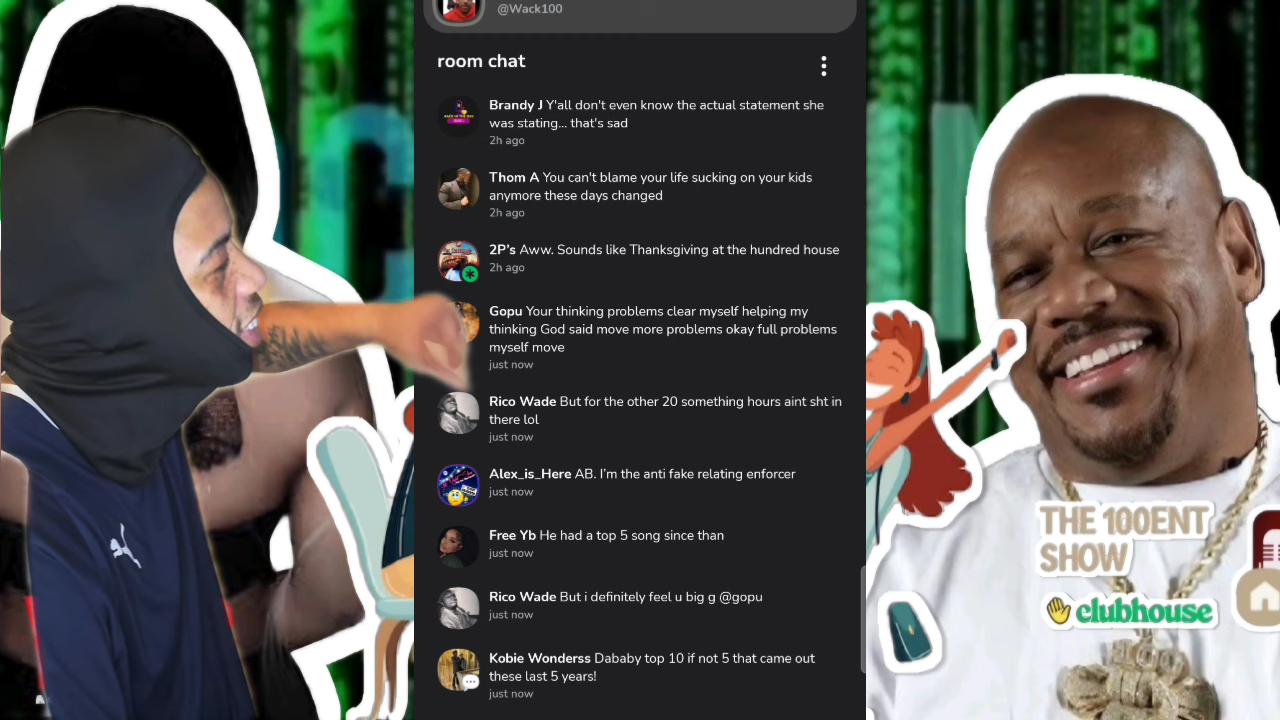 @Wack100
room chat
Brandy J Y'all don't even know the actual statement she
was stating... that's sad
2h ago
Thom A You can't blame your life sucking on your kids
anymore these days changed
2h ago
2P's Aww. Sounds like Thanksgiving at the hundred house
2h ago
Gopu Your thinking problems clear myself helping my
thinking God said move more problems okay full problems
myself move
just now
Rico Wade But for the other 20 something hours aint sht in
there lol
just now
Alex_is_Here AB. I'm the anti fake relating enforcer
just now
Free Yb He had a top 5 song since than
just now
Rico Wade But i definitely feel u big g @gopu
just now
Kobie Wonderss Dababy top 10 if not 5 that came out
these last 5 years!
just now
THE 100ENT
SHOW
clubhouse
100